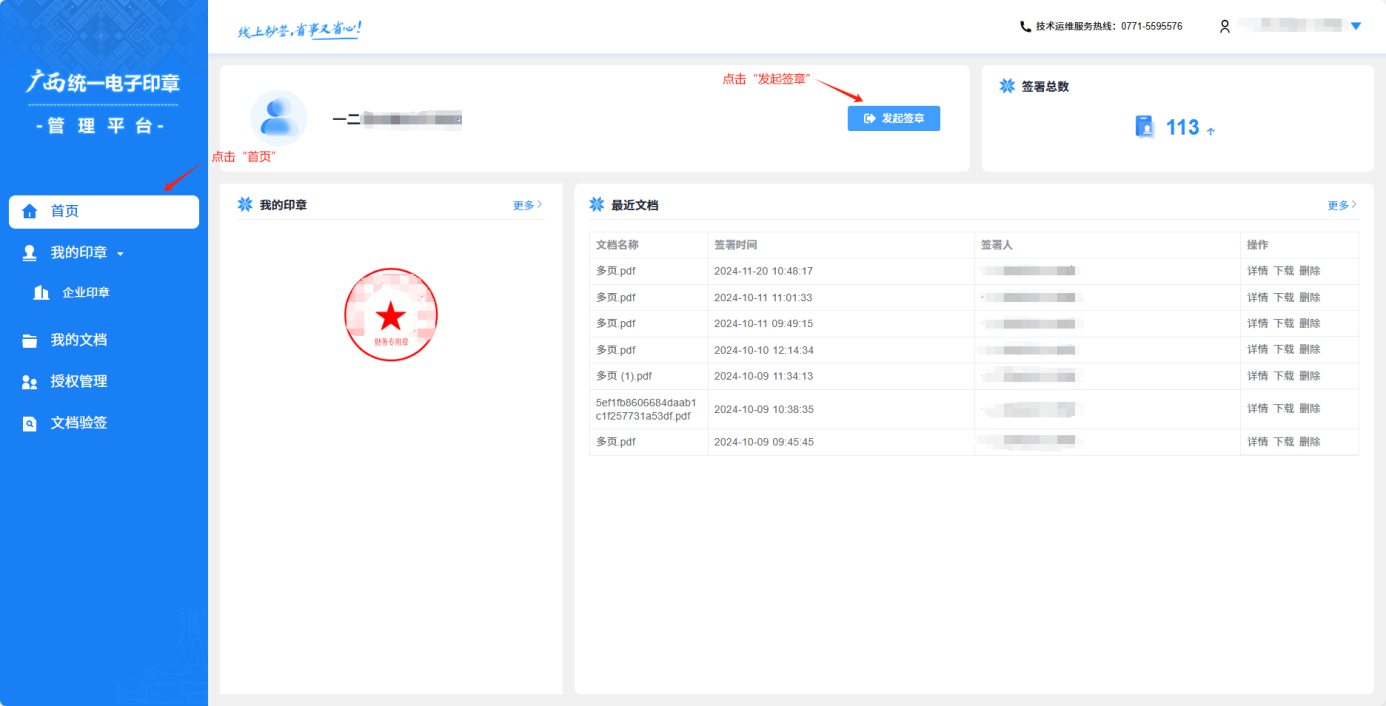 线上秒签,省事又省心!
技术运维服务热线：0771-5595576
广西统一电子印章
-管理平台-
点击“首页”
首页
我的印章
企业印章
我的文档
授权管理
文档验签
一二
点击“发起签章”
发起签章
签署总数
113
我的印章
更多
财务专用章
最近文档
更多
文档名称 签署时间 签署人 操作
多页.pdf 2024-11-20 10:48:17 详情 下载 删除
多页.pdf 2024-10-11 11:01:33 详情 下载 删除
多页.pdf 2024-10-11 09:49:15 详情 下载 删除
多页.pdf 2024-10-10 12:14:34 详情 下载 删除
多页 (1).pdf 2024-10-09 11:34:13 详情 下载 删除
5ef1fb8606684daab1
c1f257731a53df.pdf 2024-10-09 10:38:35 详情 下载 删除
多页.pdf 2024-10-09 09:45:45 详情 下载 删除